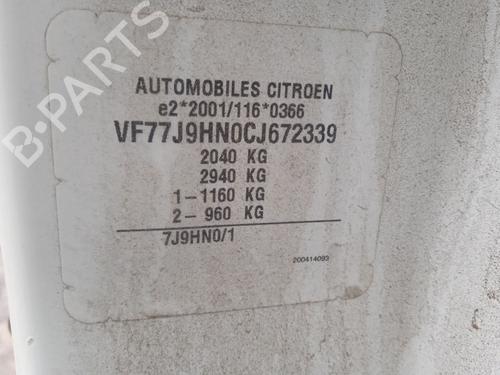 B-PARTS
AUTOMOBILES CITROEN
e2*2001/116*0366
VF77J9HN0CJ672339
2040 KG
2940 KG
1-1160 KG
2- 960 KG
7J9HN0/1
200414093